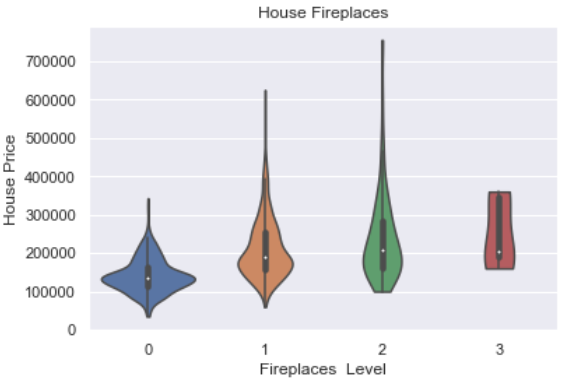 House Fireplaces
700000
600000
500000
400000
300000
200000
100000
0
House Price
0 1 2 3
Fireplaces Level